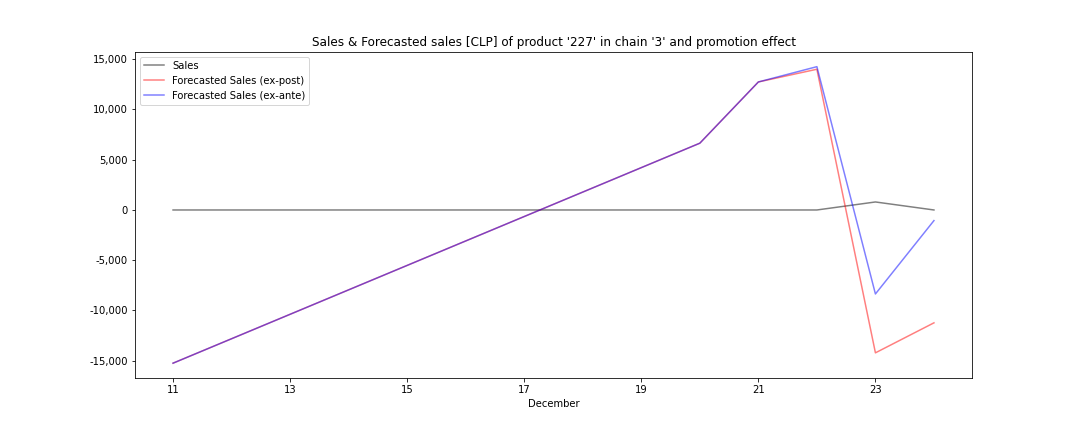 Sales & Forecasted sales [CLP] of product '227' in chain '3' and promotion effect
Sales
Forecasted Sales (ex-post)
Forecasted Sales (ex-ante)
15,000
10,000
5,000
0
-5,000
-10,000
-15,000
11 13 15 17 19 21 23
December